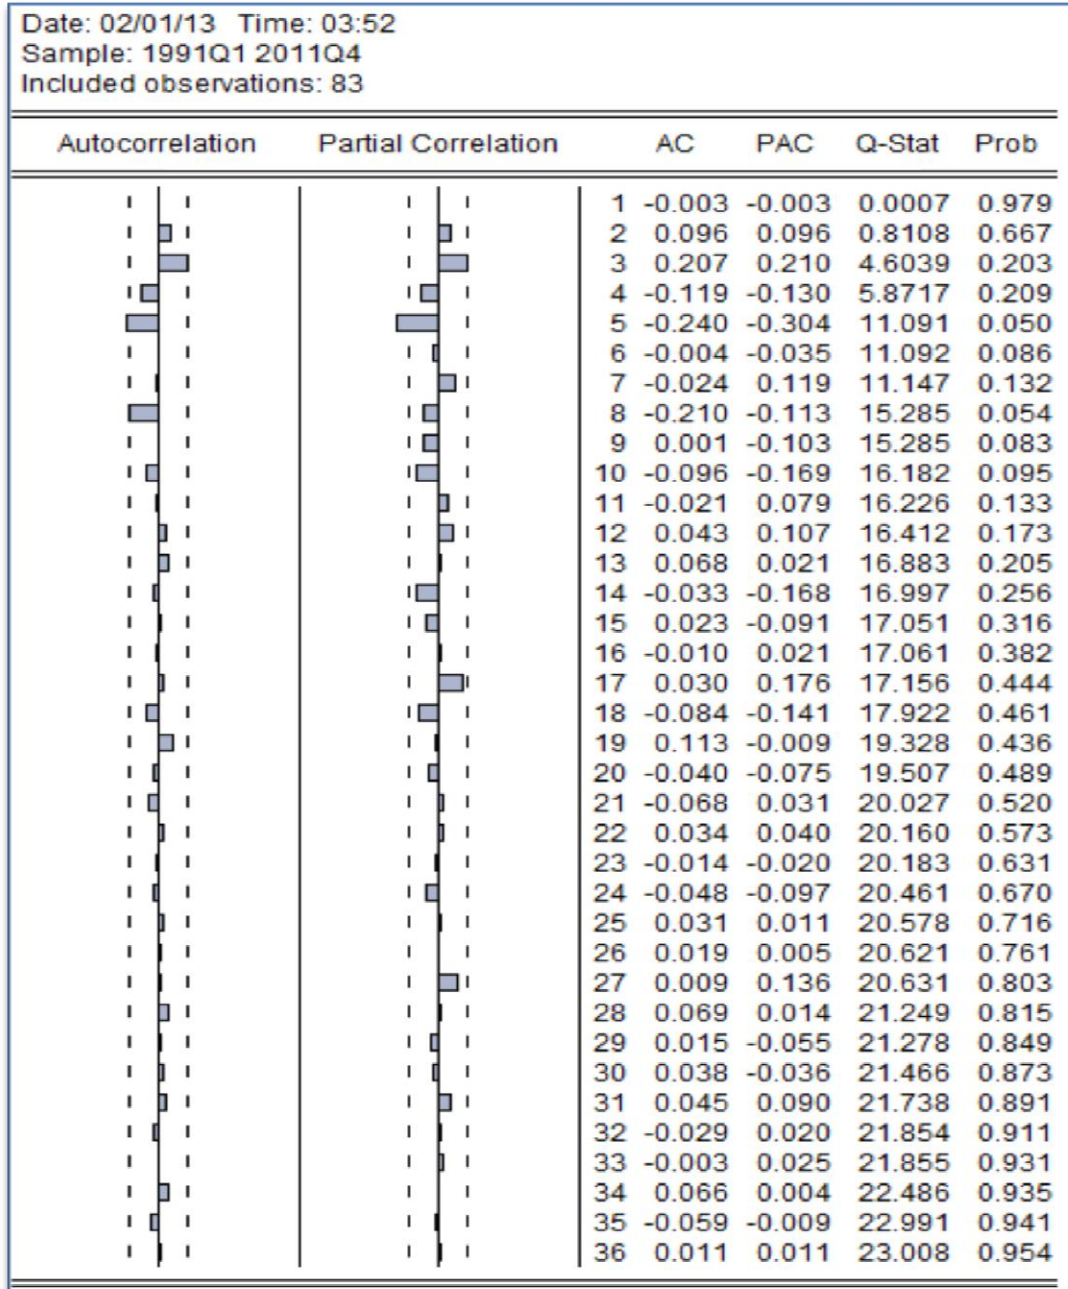 Date: 02/01/13 Time: 03:52
Sample: 1991Q1 2011Q4
Included observations: 83
Autocorrelation Partial Correlation AC PAC Q-Stat Prob
1 -0.003 -0.003 0.0007 0.979
2 0.096 0.096 0.8108 0.667
3 0.207 0.210 4.6039 0.203
4 -0.119 -0.130 5.8717 0.209
5 -0.240 -0.304 11.091 0.050
6 -0.004 -0.035 11.092 0.086
7 -0.024 0.119 11.147 0.132
8 -0.210 -0.113 15.285 0.054
9 0.001 -0.103 15.285 0.083
10 -0.096 -0.169 16.182 0.095
11 -0.021 0.079 16.226 0.133
12 0.043 0.107 16.412 0.173
13 0.068 0.021 16.883 0.205
14 -0.033 -0.168 16.997 0.256
15 0.023 -0.091 17.051 0.316
16 -0.010 0.021 17.061 0.382
17 0.030 0.176 17.156 0.444
18 -0.084 -0.141 17.922 0.461
19 0.113 -0.009 19.328 0.436
20 -0.040 -0.075 19.507 0.489
21 -0.068 0.031 20.027 0.520
22 0.034 0.040 20.160 0.573
23 -0.014 -0.020 20.183 0.631
24 -0.048 -0.097 20.461 0.670
25 0.031 0.011 20.578 0.716
26 0.019 0.005 20.621 0.761
27 0.009 0.136 20.631 0.803
28 0.069 0.014 21.249 0.815
29 0.015 -0.055 21.278 0.849
30 0.038 -0.036 21.466 0.873
31 0.045 0.090 21.738 0.891
32 -0.029 0.020 21.854 0.911
33 -0.003 0.025 21.855 0.931
34 0.066 0.004 22.486 0.935
35 -0.059 -0.009 22.991 0.941
36 0.011 0.011 23.008 0.954